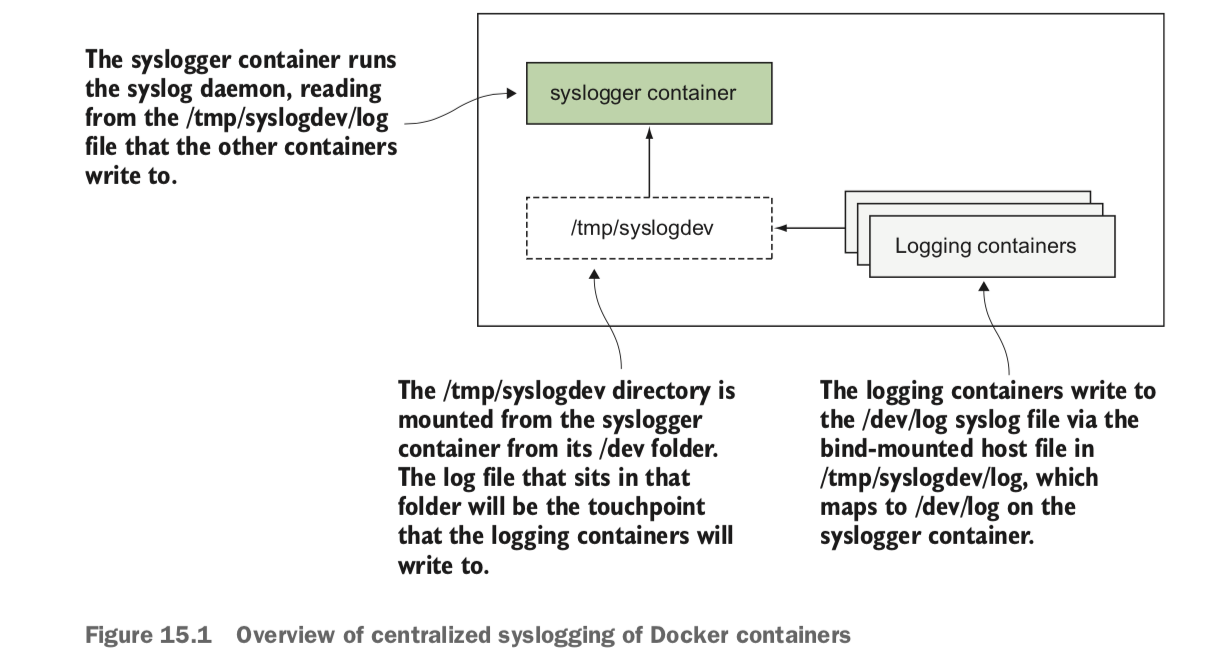 The syslogger container runs
the syslog daemon, reading
from the /tmp/syslogdev/log
file that the other containers
write to.
syslogger container
/tmp/syslogdev
Logging containers
The /tmp/syslogdev directory is
mounted from the syslogger
container from its /dev folder.
The log file that sits in that
folder will be the touchpoint
that the logging containers will
write to.
The logging containers write to
the /dev/log syslog file via the
bind-mounted host file in
/tmp/syslogdev/log, which
maps to /dev/log on the
syslogger container.
Figure 15.1 Overview of centralized syslogging of Docker containers